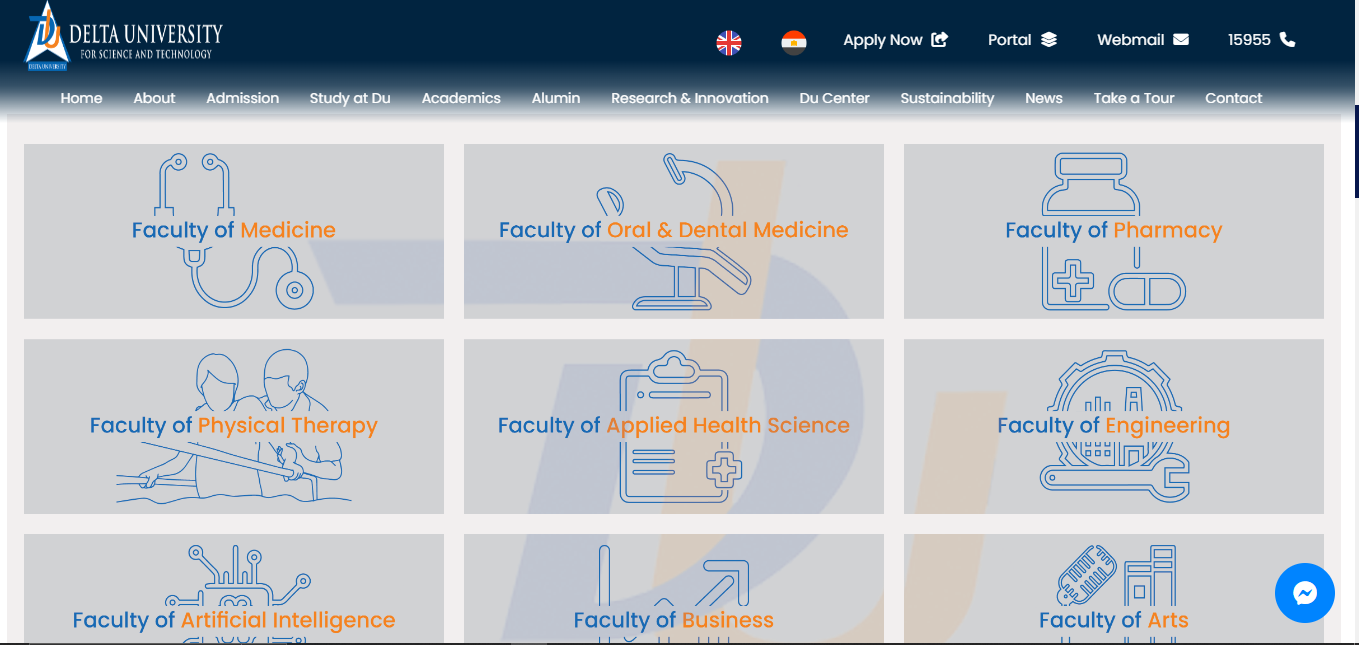 DELTA UNIVERSITY
FOR SCIENCE AND TECHNOLOGY
DELTA UNIVERSITY
Apply Now
Portal
Webmail
15955
Home
About
Admission
Study at Du
Academics
Alumin
Research & Innovation
Du Center
Sustainability
News
Take a Tour
Contact
Faculty of Medicine
Faculty of Oral & Dental Medicine
Faculty of Pharmacy
Faculty of Physical Therapy
Faculty of Applied Health Science
Faculty of Engineering
Faculty of Artificial Intelligence
Faculty of Business
Faculty of Arts